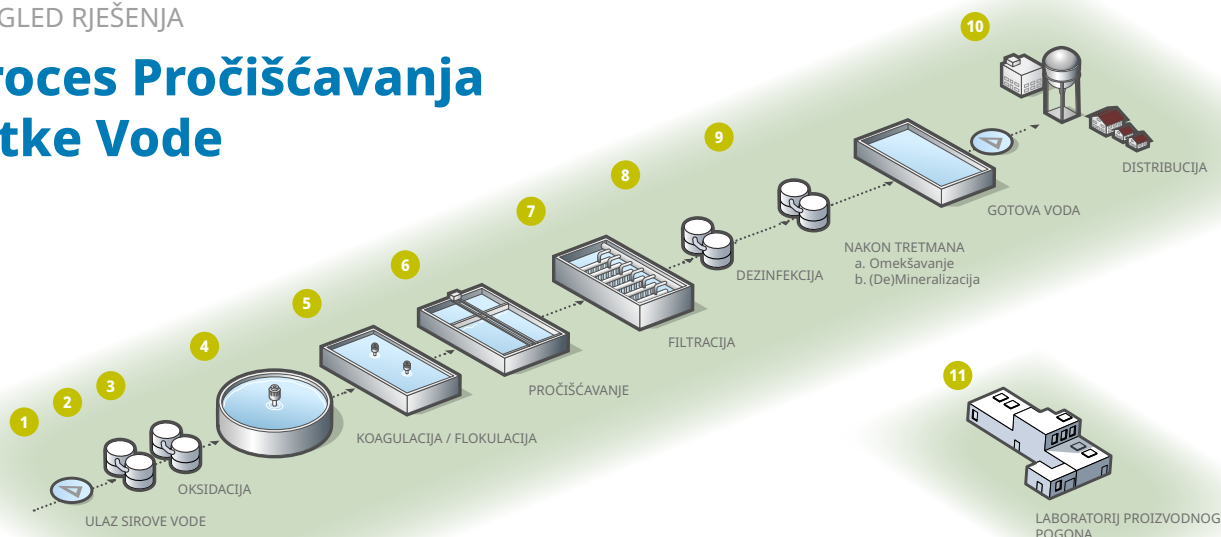 GLED RJEŠENJA
roces Pročišćavanja
tke Vode
10
9
8
7
6
5
4
3
2
1
DISTRIBUCIJA
GOTOVA VODA
NAKON TRETMANA
a. Omekšavanje
b. (De)Mineralizacija
DEZINFEKCIJA
FILTRACIJA
PROČIŠĆAVANJE
KOAGULACIJA / FLOKULACIJA
OKSIDACIJA
ULAZ SIROVE VODE
11
LABORATORIJ PROIZVODNOG
POGONA